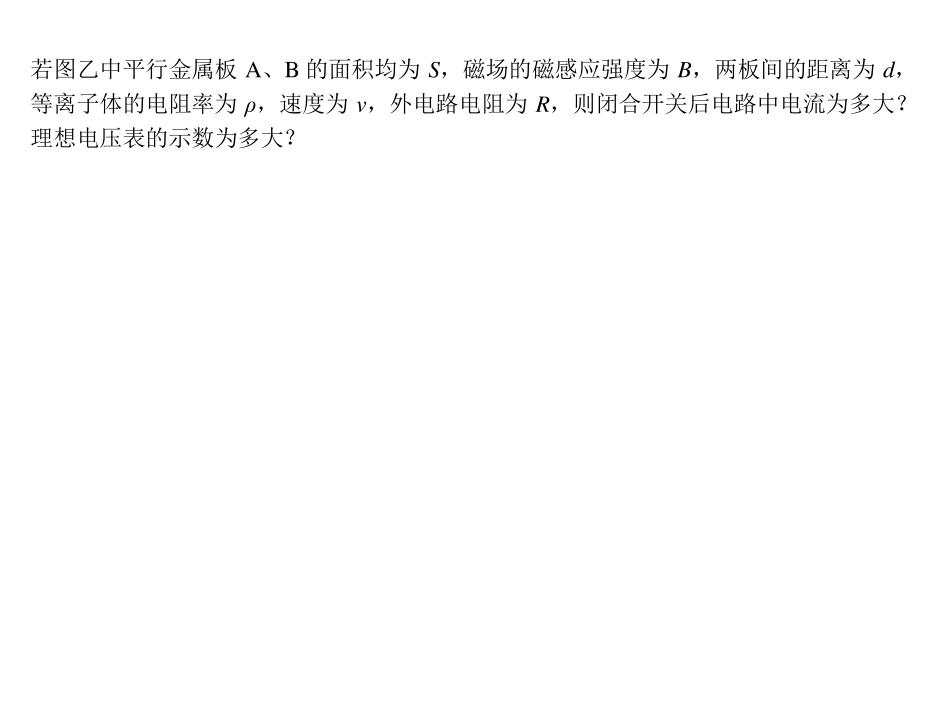 若图乙中平行金属板 A、B 的面积均为 S，磁场的磁感应强度为 B，两板间的距离为 d，
等离子体的电阻率为 ρ，速度为 v，外电路电阻为 R，则闭合开关后电路中电流为多大？
理想电压表的示数为多大？